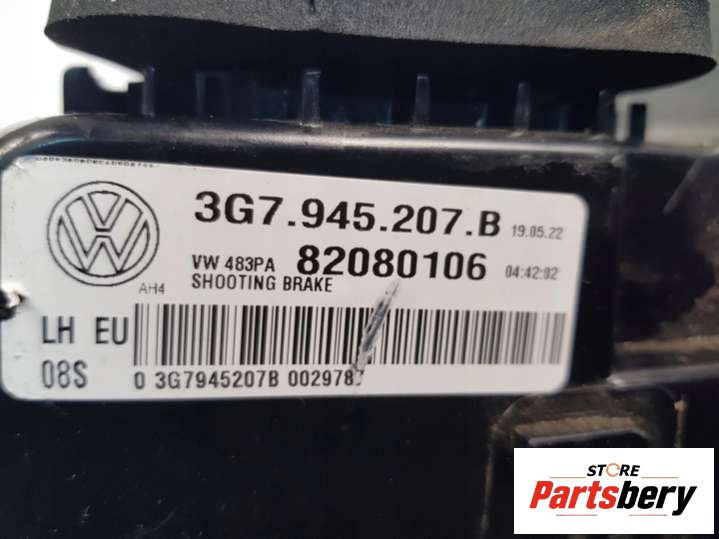 3G7.945.207.B 19.05.22
VW 483PA 82080106 04:42:02
AH4 SHOOTING BRAKE
LH EU
08S
0 3G7945207B 002978
STORE
Partsbery